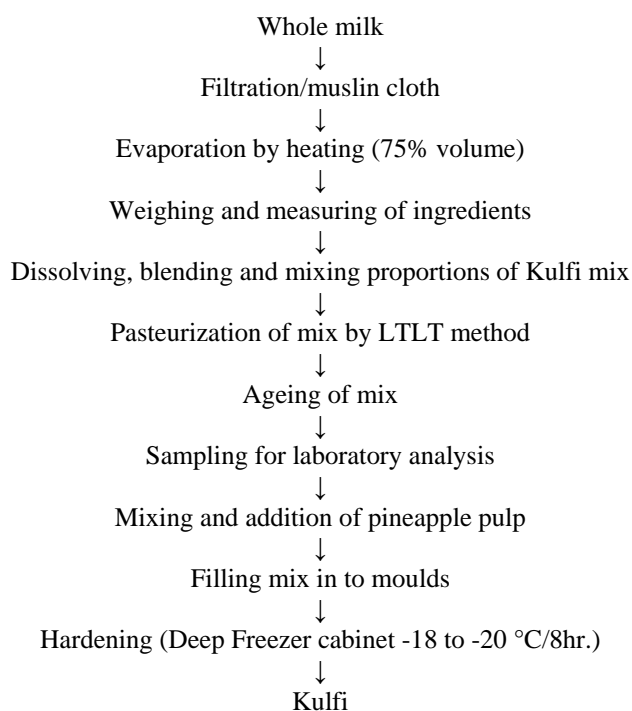 Whole milk
↓
Filtration/muslin cloth
↓
Evaporation by heating (75% volume)
↓
Weighing and measuring of ingredients
↓
Dissolving, blending and mixing proportions of Kulfi mix
↓
Pasteurization of mix by LTLT method
↓
Ageing of mix
↓
Sampling for laboratory analysis
↓
Mixing and addition of pineapple pulp
↓
Filling mix in to moulds
↓
Hardening (Deep Freezer cabinet -18 to -20 °C/8hr.)
↓
Kulfi